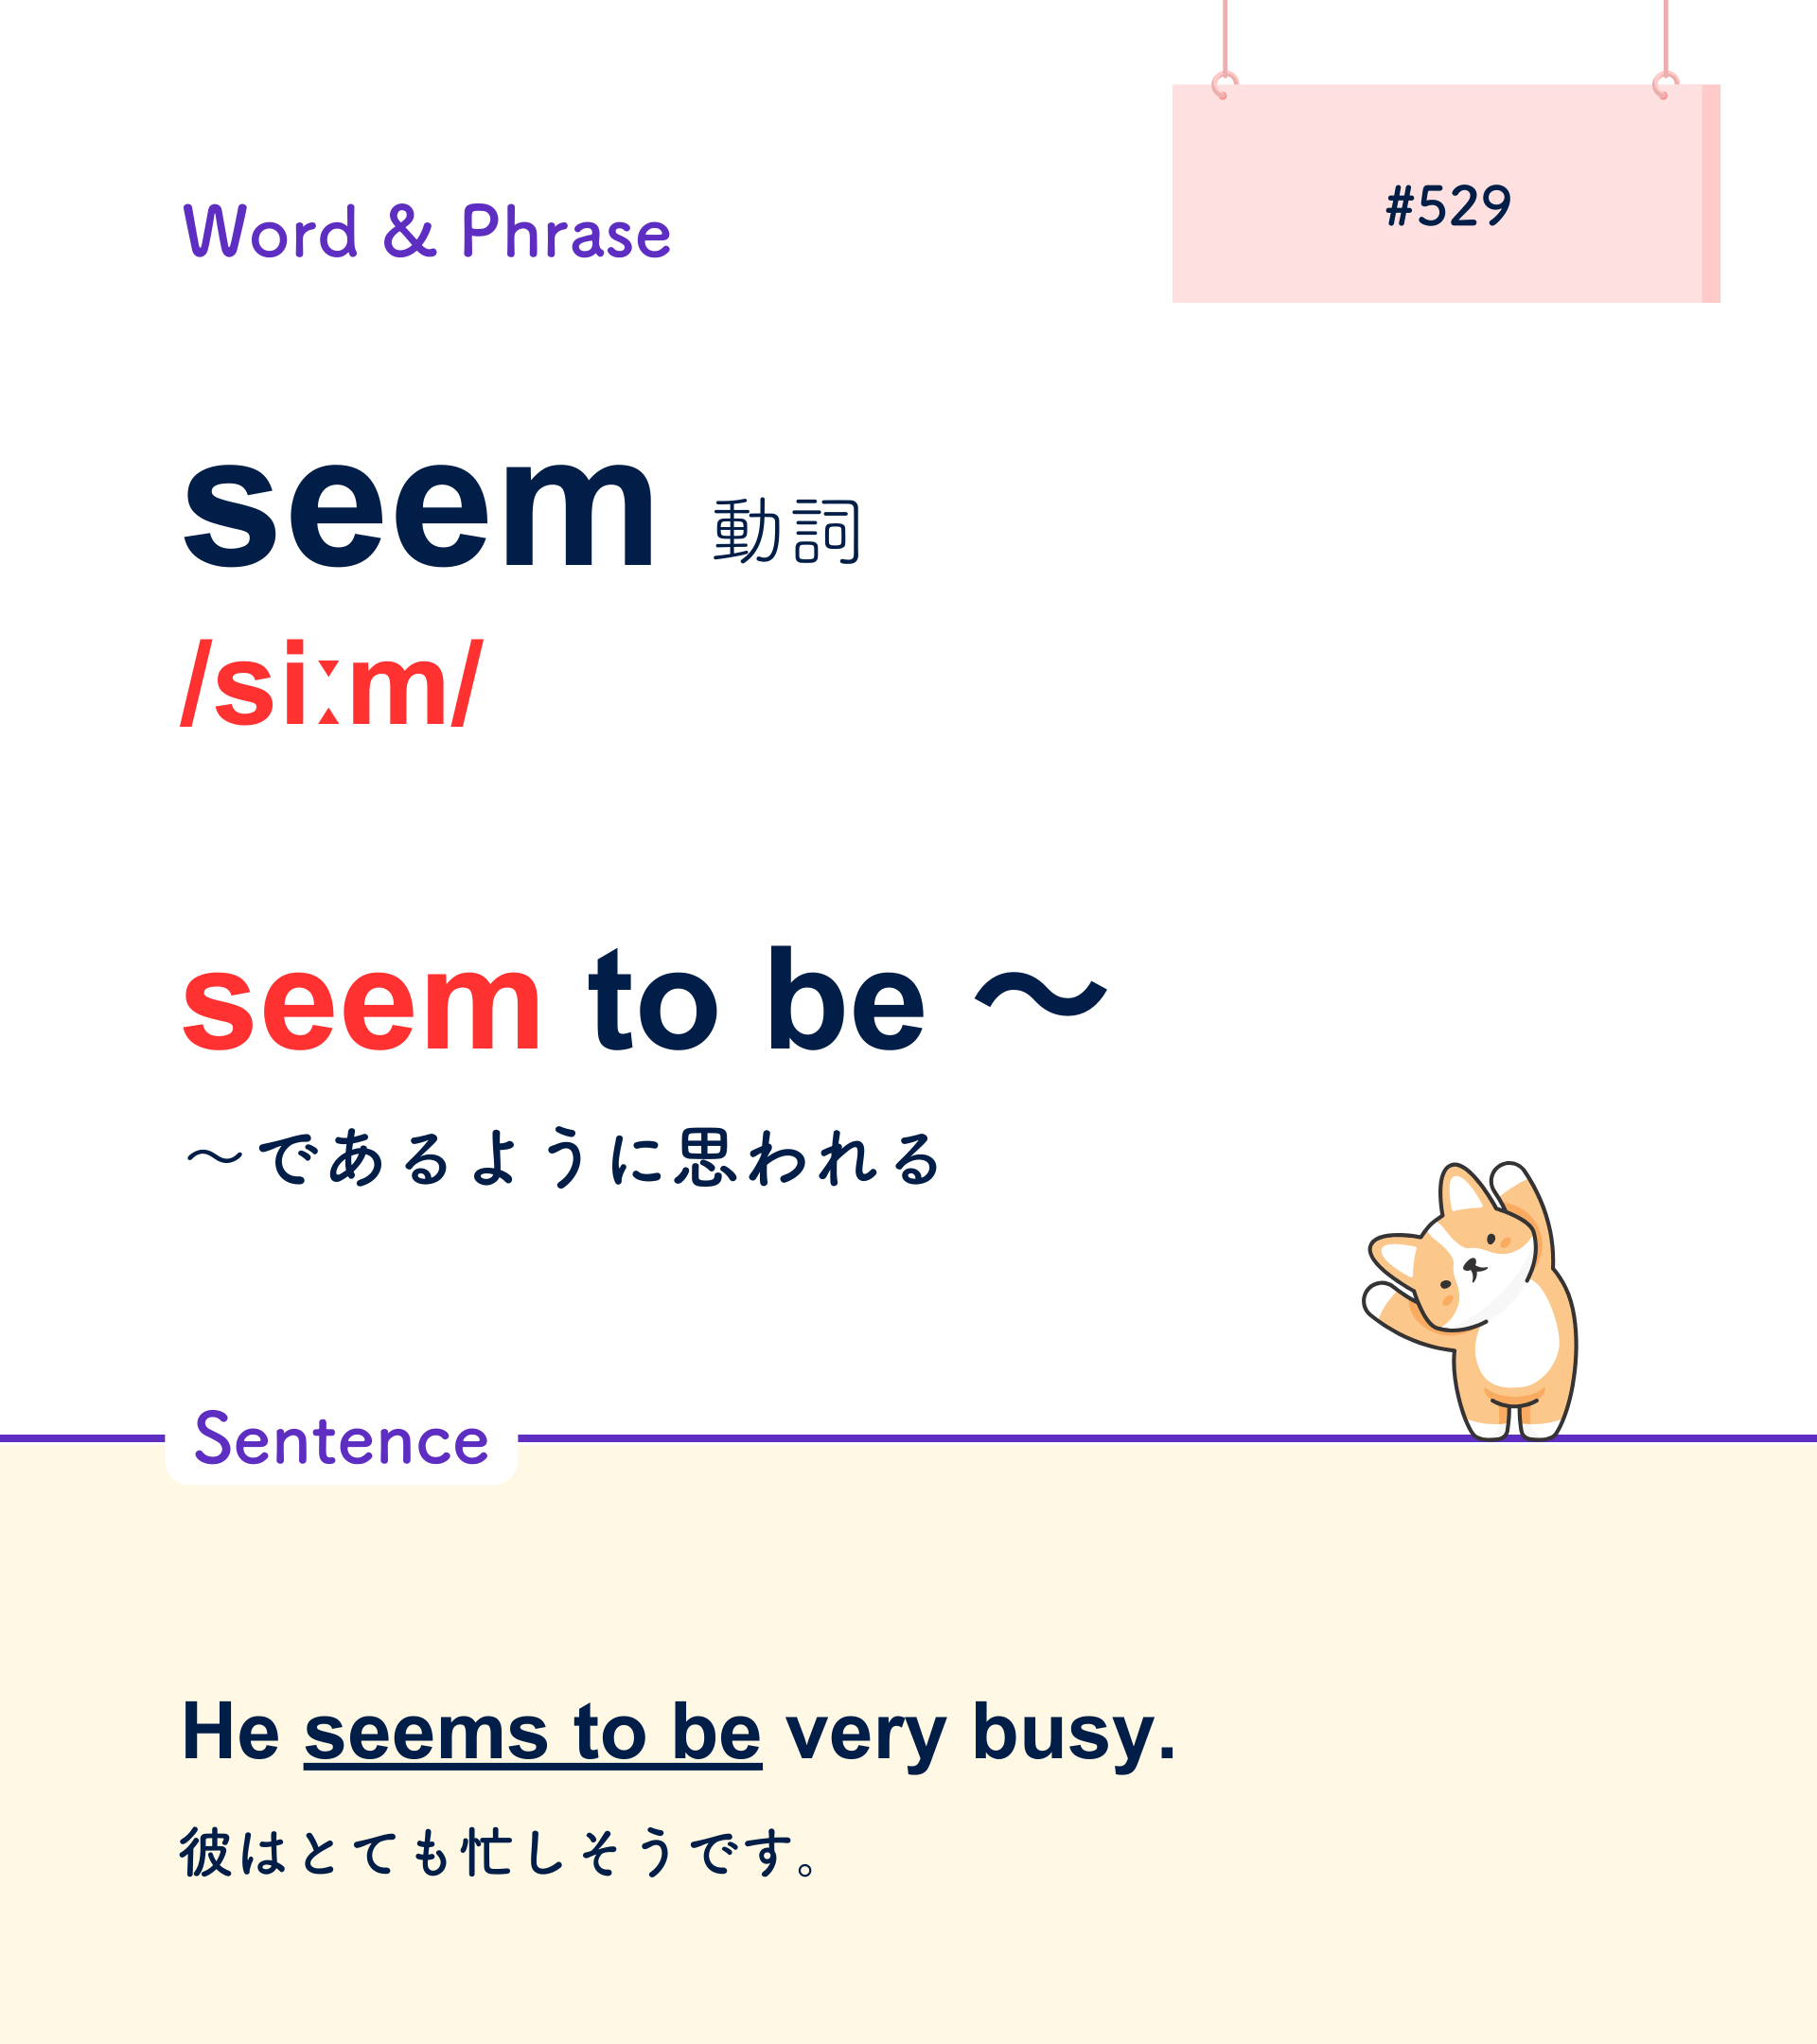 #529
Word & Phrase
seem 動詞
/siːm/
seem to be 〜
〜であるように思われる
Sentence
He seems to be very busy.
彼はとても忙しそうです。